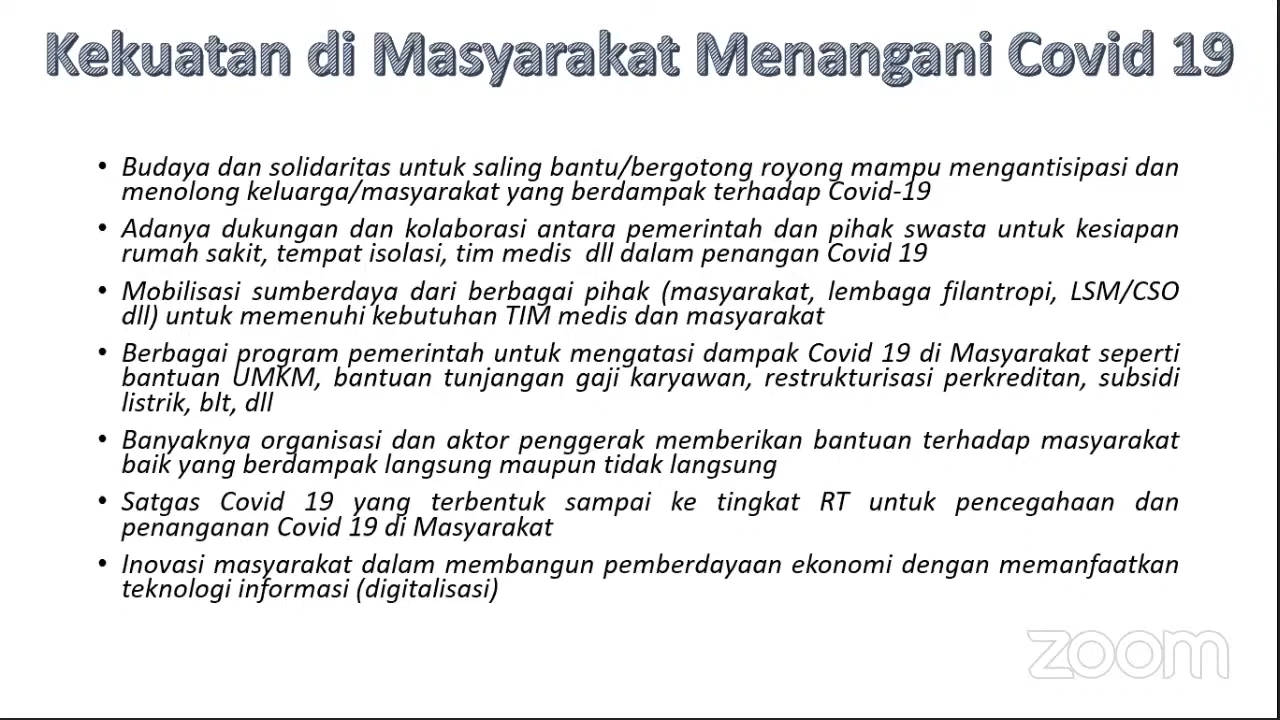 Kekuatan di Masyarakat Menangani Covid 19
• Budaya dan solidaritas untuk saling bantu/bergotong royong mampu mengantisipasi dan
menolong keluarga/masyarakat yang berdampak terhadap Covid-19
• Adanya dukungan dan kolaborasi antara pemerintah dan pihak swasta untuk kesiapan
rumah sakit, tempat isolasi, tim medis dll dalam penangan Covid 19
• Mobilisasi sumberdaya dari berbagai pihak (masyarakat, lembaga filantropi, LSM/CSO
dll) untuk memenuhi kebutuhan TIM medis dan masyarakat
• Berbagai program pemerintah untuk mengatasi dampak Covid 19 di Masyarakat seperti
bantuan UMKM, bantuan tunjangan gaji karyawan, restrukturisasi perkreditan, subsidi
listrik, blt, dll
• Banyaknya organisasi dan aktor penggerak memberikan bantuan terhadap masyarakat
baik yang berdampak langsung maupun tidak langsung
• Satgas Covid 19 yang terbentuk sampai ke tingkat RT untuk pencegahaan dan
penanganan Covid 19 di Masyarakat
• Inovasi masyarakat dalam membangun pemberdayaan ekonomi dengan memanfaatkan
teknologi informasi (digitalisasi)
zoom